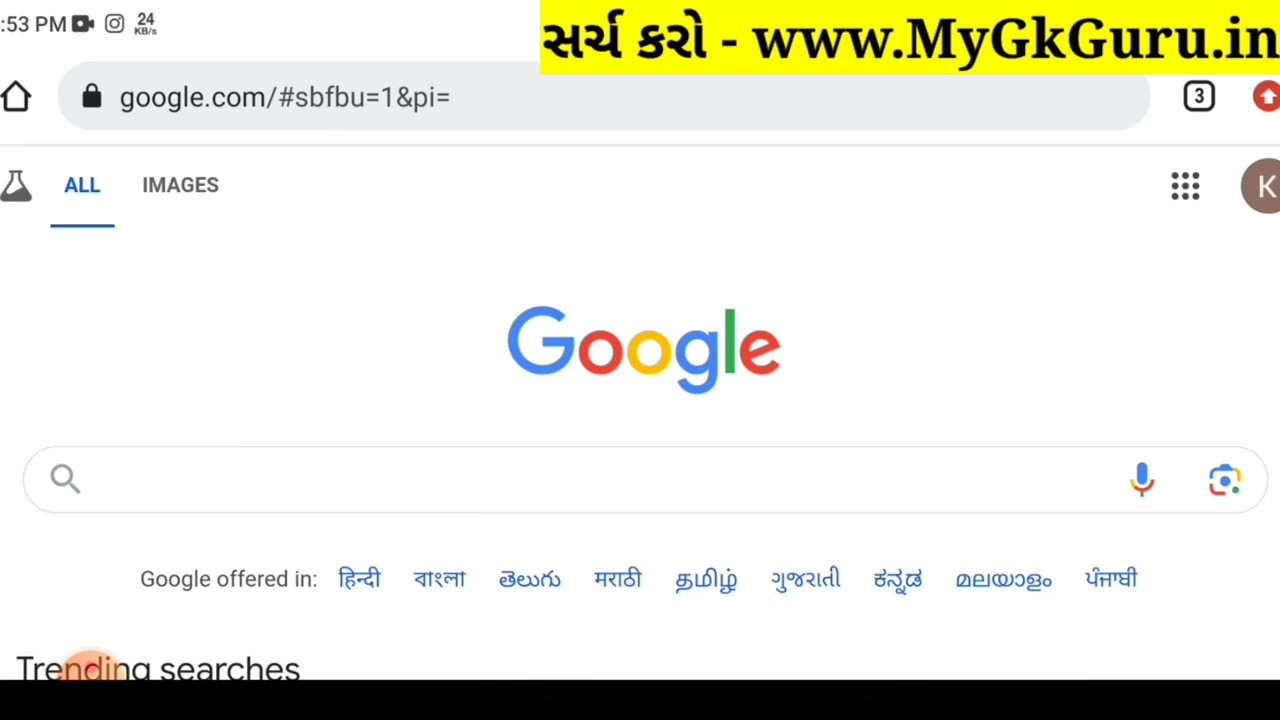 :53 PM 24 KB/s
સર્ચ કરો - www.MyGkGuru.in
google.com/#sbfbu=1&pi=
3
ALL IMAGES
K
Google
Google offered in: हिन्दी বাংলা తెలుగు मराठी தமிழ் ગુજરાતી ಕನ್ನಡ മലയാളം ਪੰਜਾਬੀ
Trending searches